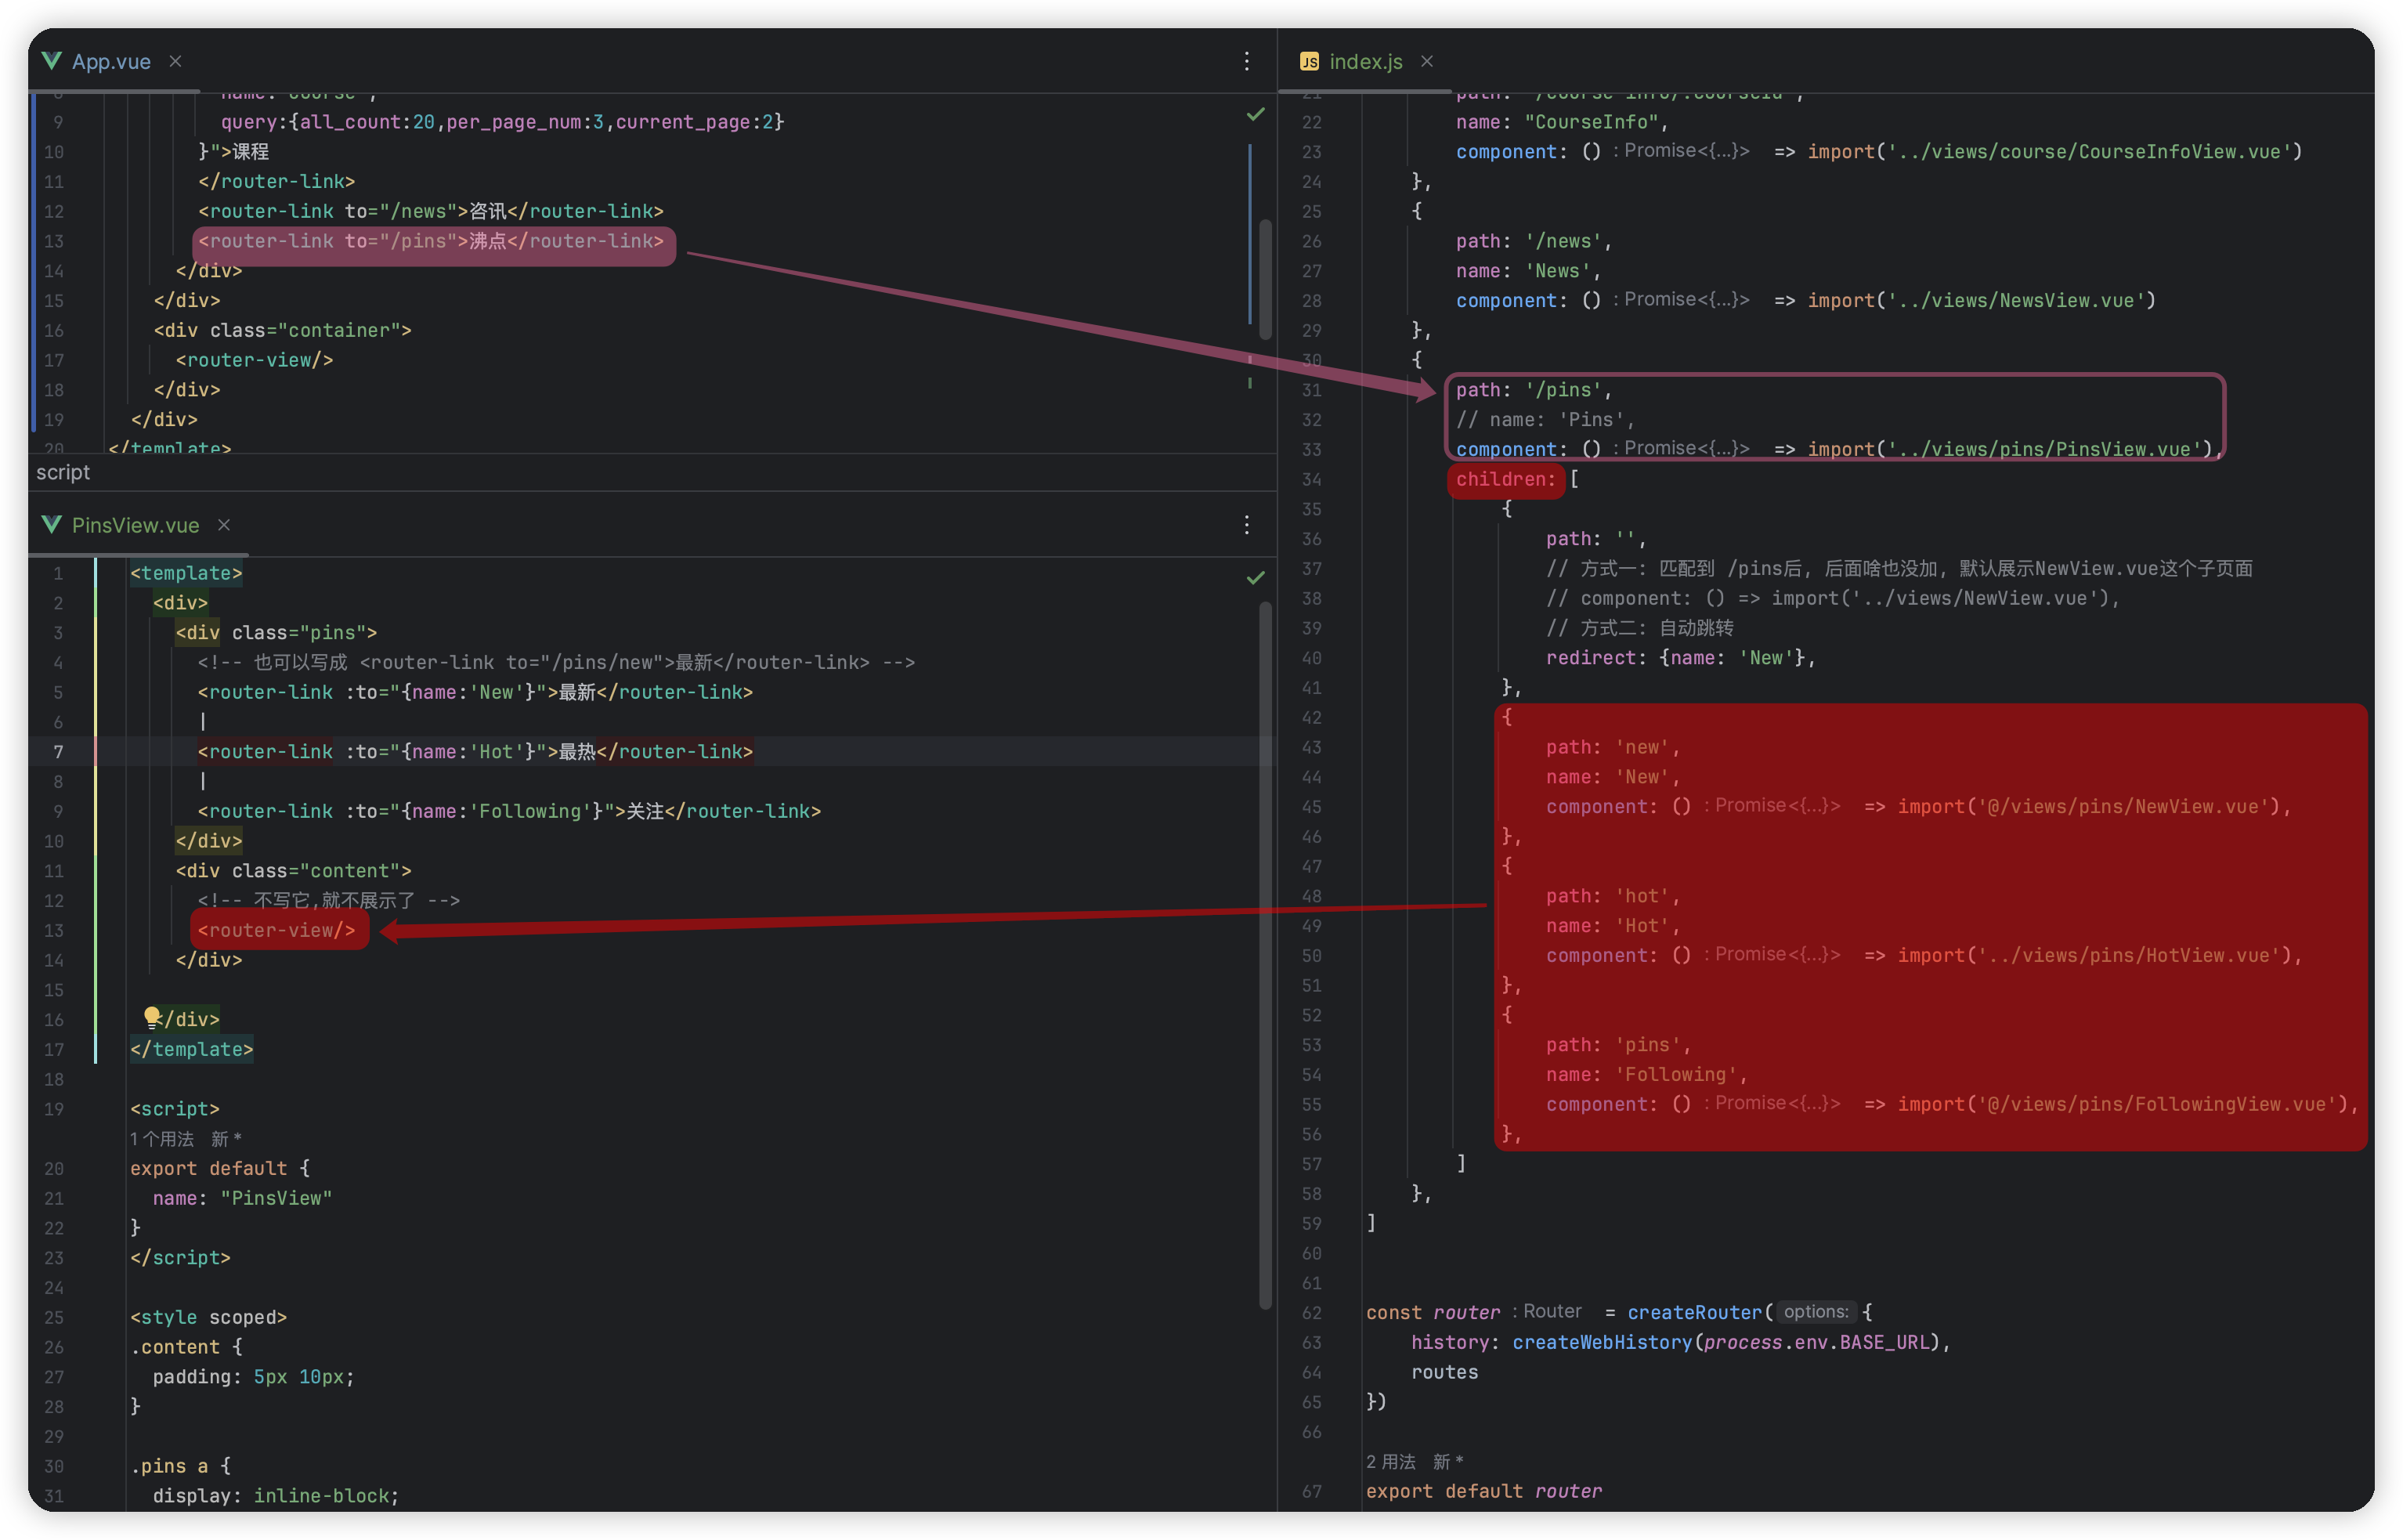 App.vue
9 query:{all_count:20,per_page_num:3,current_page:2}
10 }">课程
11 </router-link>
12 <router-link to="/news">咨讯</router-link>
13 <router-link to="/pins">沸点</router-link>
14 </div>
15 </div>
16 <div class="container">
17 <router-view/>
18 </div>
19 </div>
20 </template>
script
PinsView.vue
1 <template>
2 <div>
3 <div class="pins">
4 <!-- 也可以写成 <router-link to="/pins/new">最新</router-link> -->
5 <router-link :to="{name:'New'}">最新</router-link>
6 |
7 <router-link :to="{name:'Hot'}">最热</router-link>
8 |
9 <router-link :to="{name:'Following'}">关注</router-link>
10 </div>
11 <div class="content">
12 <!-- 不写它,就不展示了 -->
13 <router-view/>
14 </div>
15
16 </div>
17 </template>
18
19 <script>
1 个用法 新 *
20 export default {
21 name: "PinsView"
22 }
23 </script>
24
25 <style scoped>
26 .content {
27 padding: 5px 10px;
28 }
29
30 .pins a {
31 display: inline-block;
JS index.js
22 name: "CourseInfo",
23 component: () : Promise<{...}> => import('../views/course/CourseInfoView.vue')
24 },
25 {
26 path: '/news',
27 name: 'News',
28 component: () : Promise<{...}> => import('../views/NewsView.vue')
29 },
30 {
31 path: '/pins',
32 // name: 'Pins',
33 component: () : Promise<{...}> => import('../views/pins/PinsView.vue'),
34 children: [
35 {
36 path: '',
37 // 方式一: 匹配到 /pins后, 后面啥也没加, 默认展示NewView.vue这个子页面
38 // component: () => import('../views/NewView.vue'),
39 // 方式二: 自动跳转
40 redirect: {name: 'New'},
41 },
42 {
43 path: 'new',
44 name: 'New',
45 component: () : Promise<{...}> => import('@/views/pins/NewView.vue'),
46 },
47 {
48 path: 'hot',
49 name: 'Hot',
50 component: () : Promise<{...}> => import('../views/pins/HotView.vue'),
51 },
52 {
53 path: 'pins',
54 name: 'Following',
55 component: () : Promise<{...}> => import('@/views/pins/FollowingView.vue'),
56 },
57 ]
58 },
59 ]
60
61
62 const router : Router = createRouter( options: {
63 history: createWebHistory(process.env.BASE_URL),
64 routes
65 })
66
2 用法 新 *
67 export default router